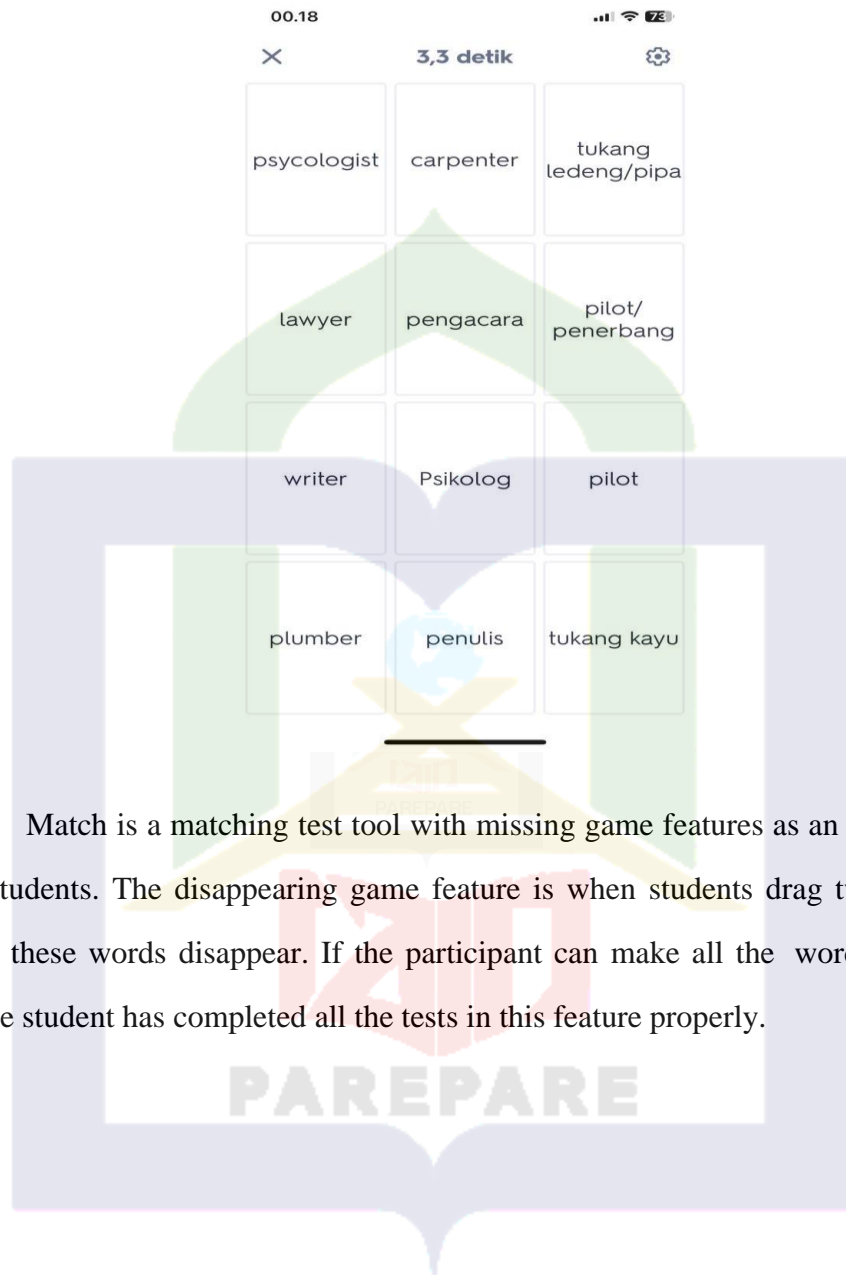 00.18 73
3,3 detik
psycologist carpenter tukang
ledeng/pipa
lawyer pengacara pilot/
penerbang
writer Psikolog pilot
plumber penulis tukang kayu
PAREPARE
Match is a matching test tool with missing game features as an
tudents. The disappearing game feature is when students drag t
these words disappear. If the participant can make all the wor
e student has completed all the tests in this feature properly.
PAREPARE